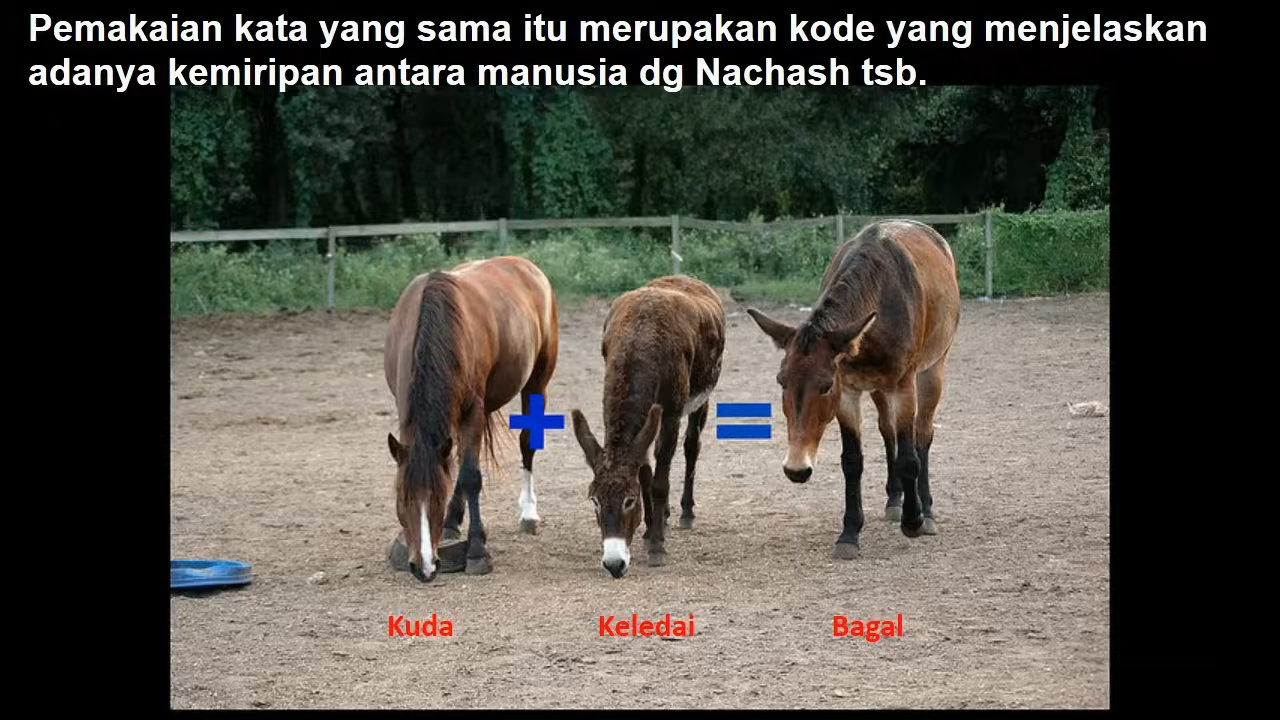 Pemakaian kata yang sama itu merupakan kode yang menjelaskan
adanya kemiripan antara manusia dg Nachash tsb.
Kuda
Keledai
Bagal